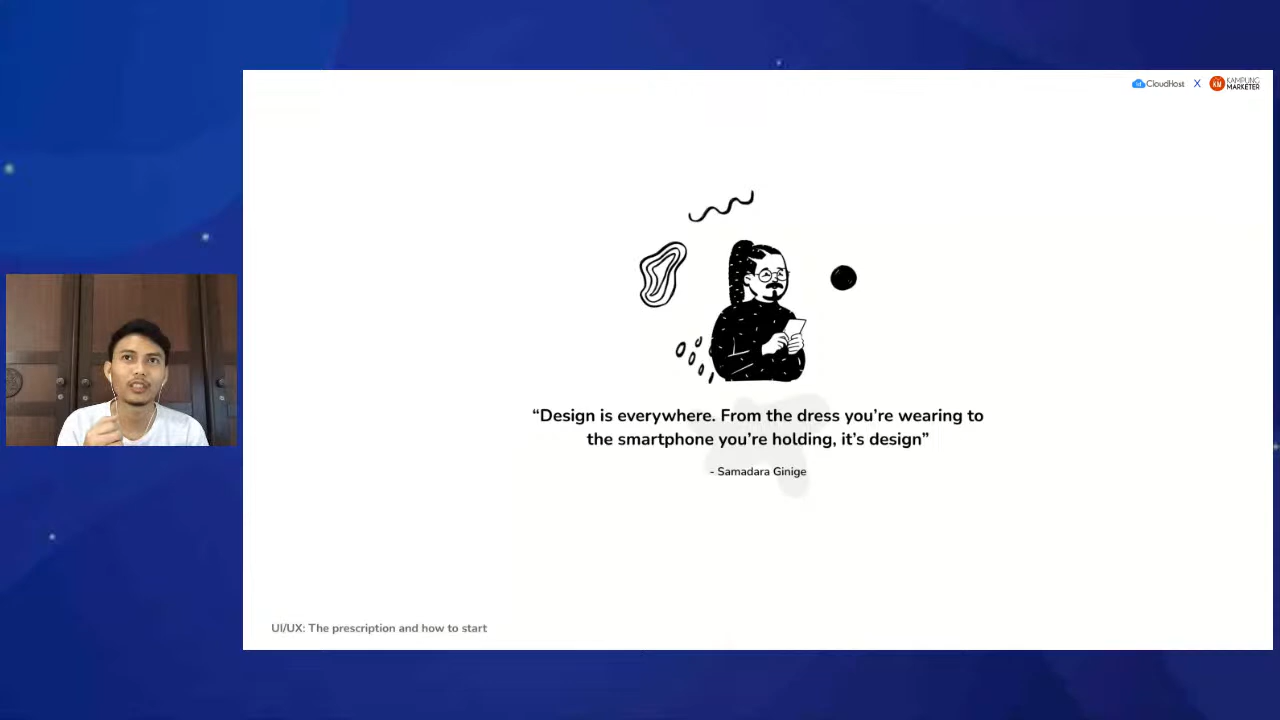 CloudHost X KAMPUNG MARKETER
“Design is everywhere. From the dress you’re wearing to
the smartphone you’re holding, it’s design”
- Samadara Ginige
UI/UX: The prescription and how to start